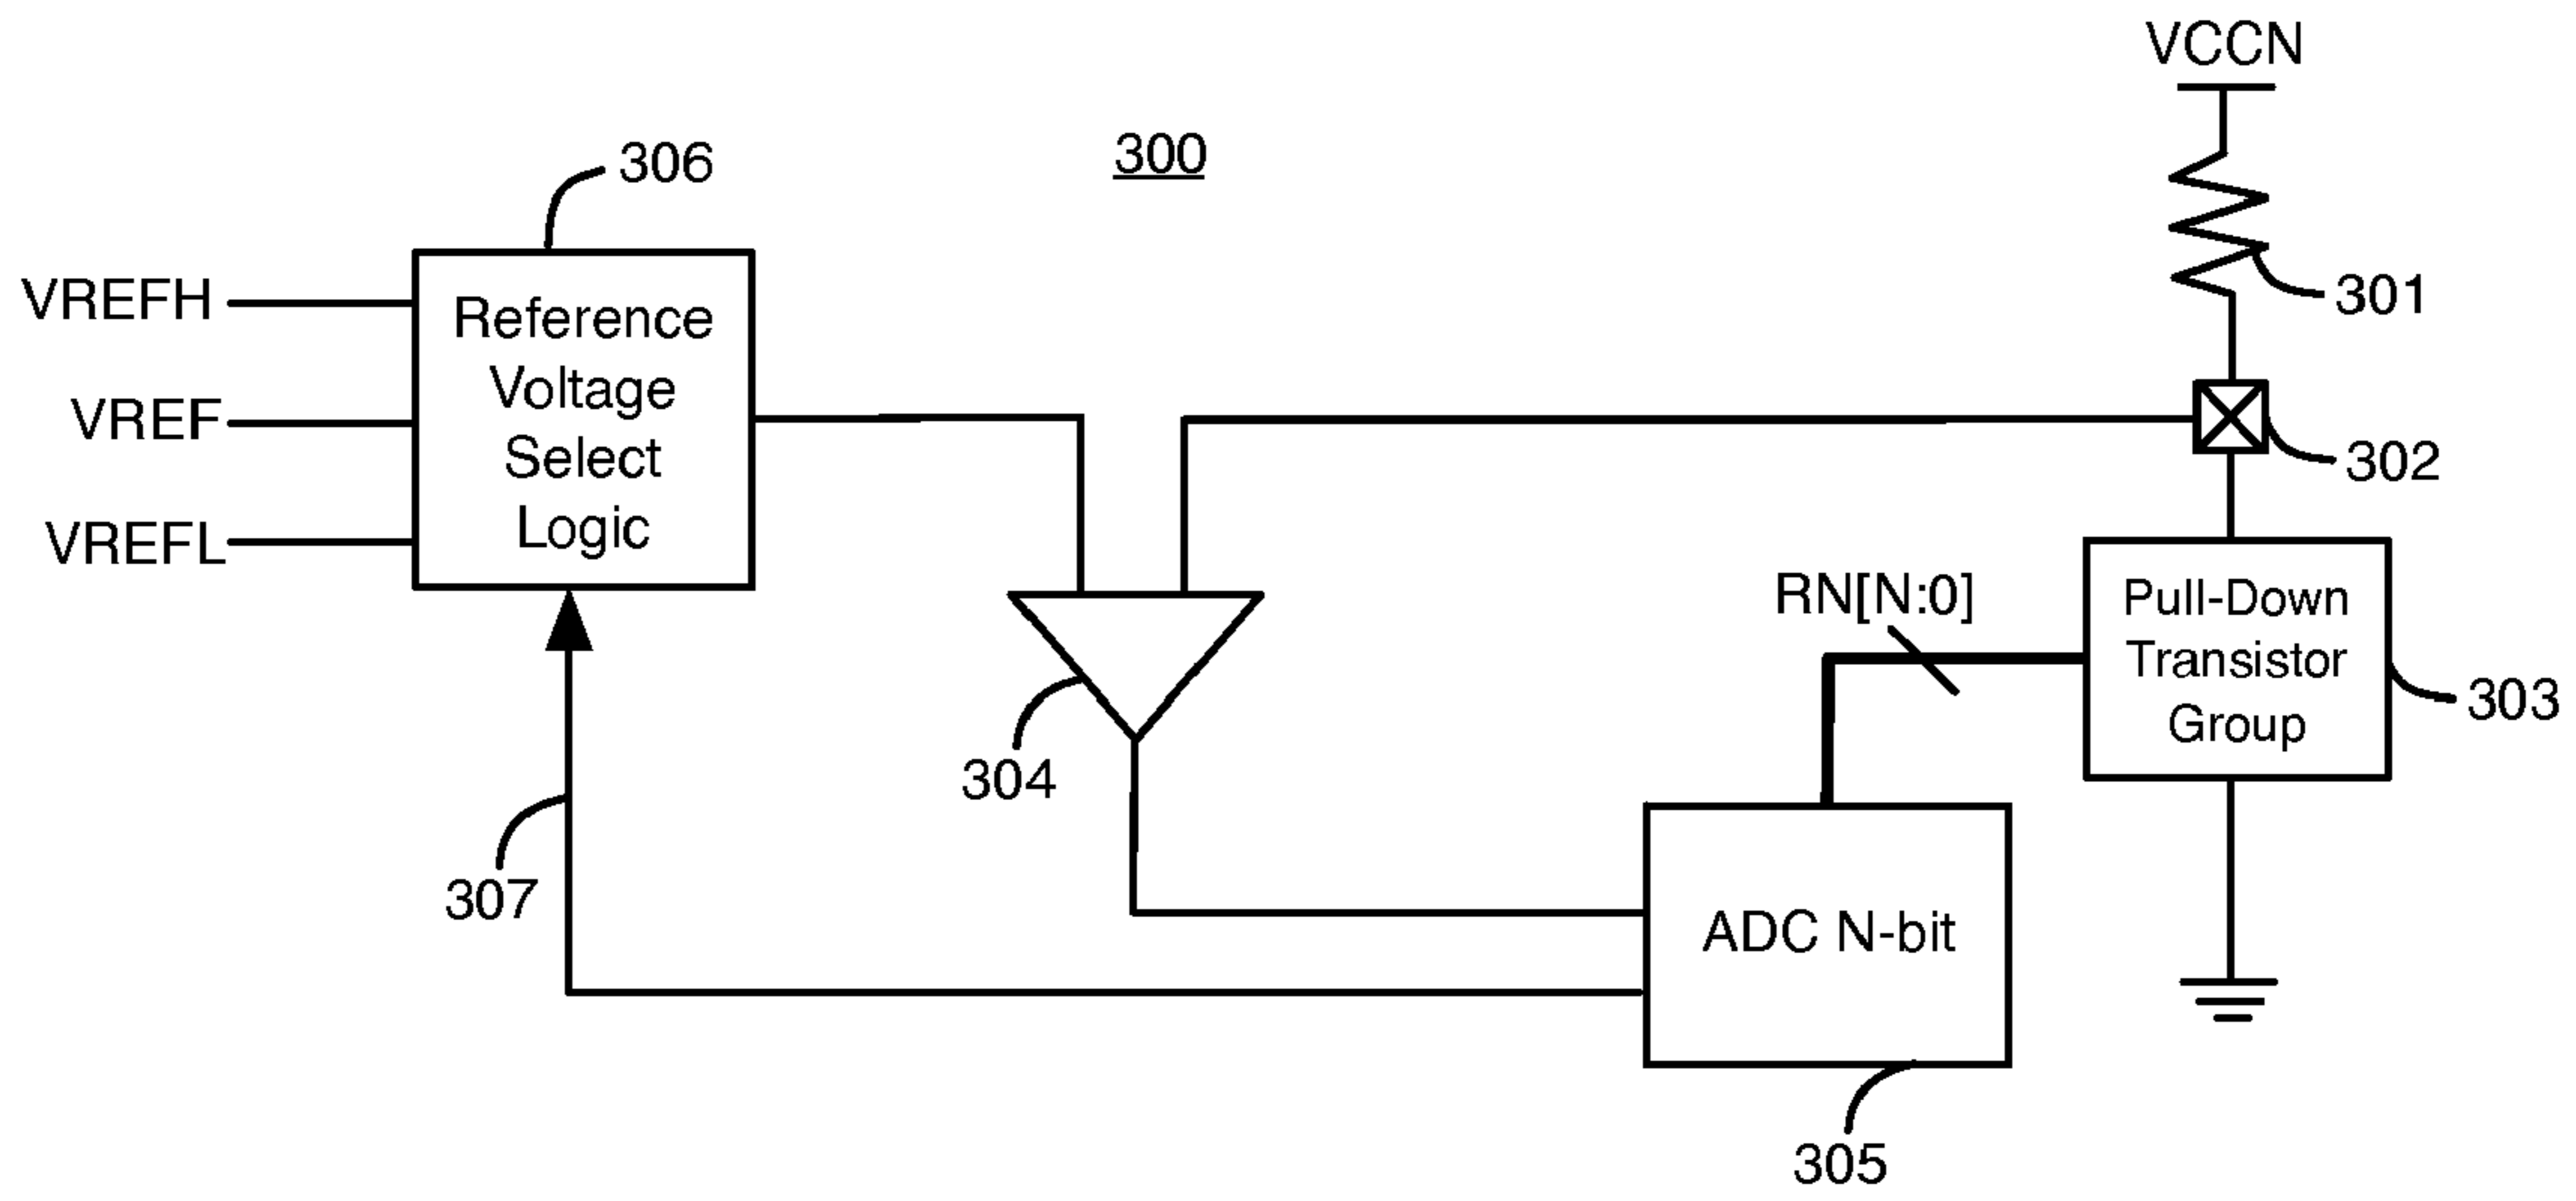 VCCN
300
306
VREFH
VREF
VREFL
Reference
Voltage
Select
Logic
301
302
RN[N:0]
Pull-Down
Transistor
Group
303
304
307
ADC N-bit
305